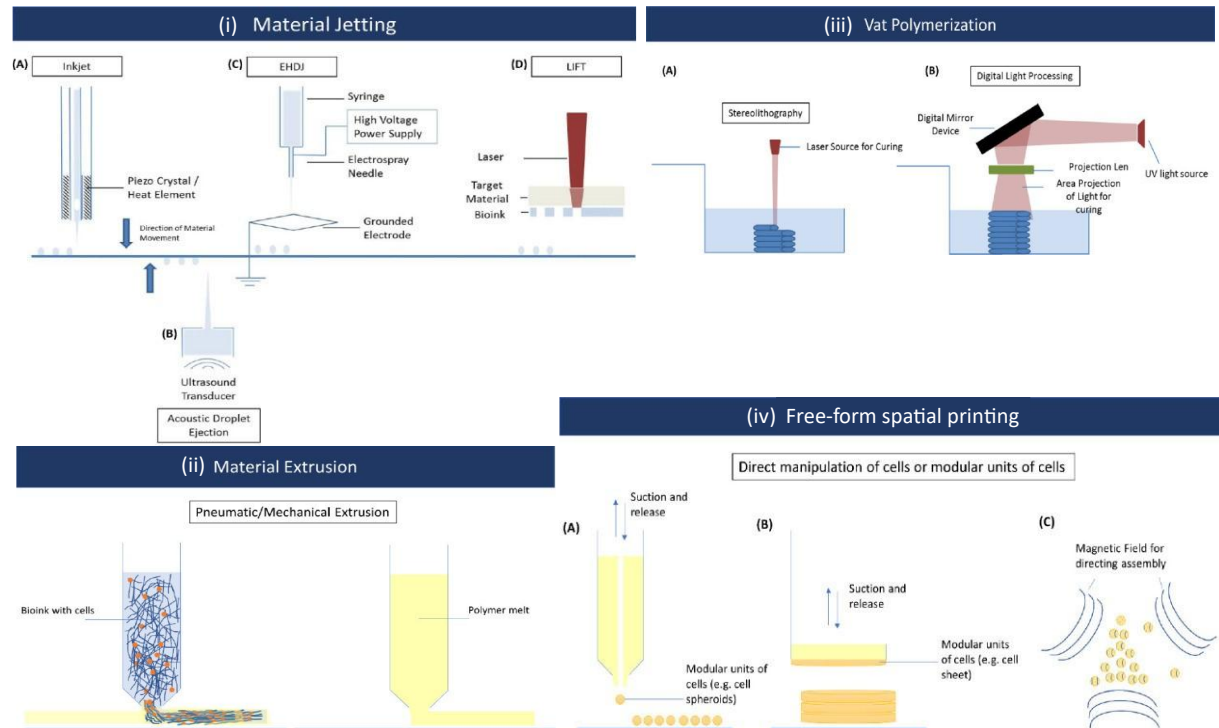 (i) Material Jetting
(A)
Inkjet
Piezo Crystal /
Heat Element
Direction of Material
Movement
(B)
Ultrasound
Transducer
Acoustic Droplet
Ejection
(C)
EHDJ
Syringe
High Voltage
Power Supply
Electrospray
Needle
Grounded
Electrode
(D)
LIFT
Laser
Target
Material
Bioink
(iii) Vat Polymerization
(A)
Stereolithography
Laser Source for Curing
(B)
Digital Light Processing
Digital Mirror
Device
Projection Len
UV light source
Area Projection
of Light for
curing
(ii) Material Extrusion
Pneumatic/Mechanical Extrusion
Bioink with cells
Polymer melt
(iv) Free-form spatial printing
Direct manipulation of cells or modular units of cells
(A)
Suction and
release
Modular units of
cells (e.g. cell
spheroids)
(B)
Suction and
release
Modular units
of cells (e.g. cell
sheet)
(C)
Magnetic Field for
directing assembly